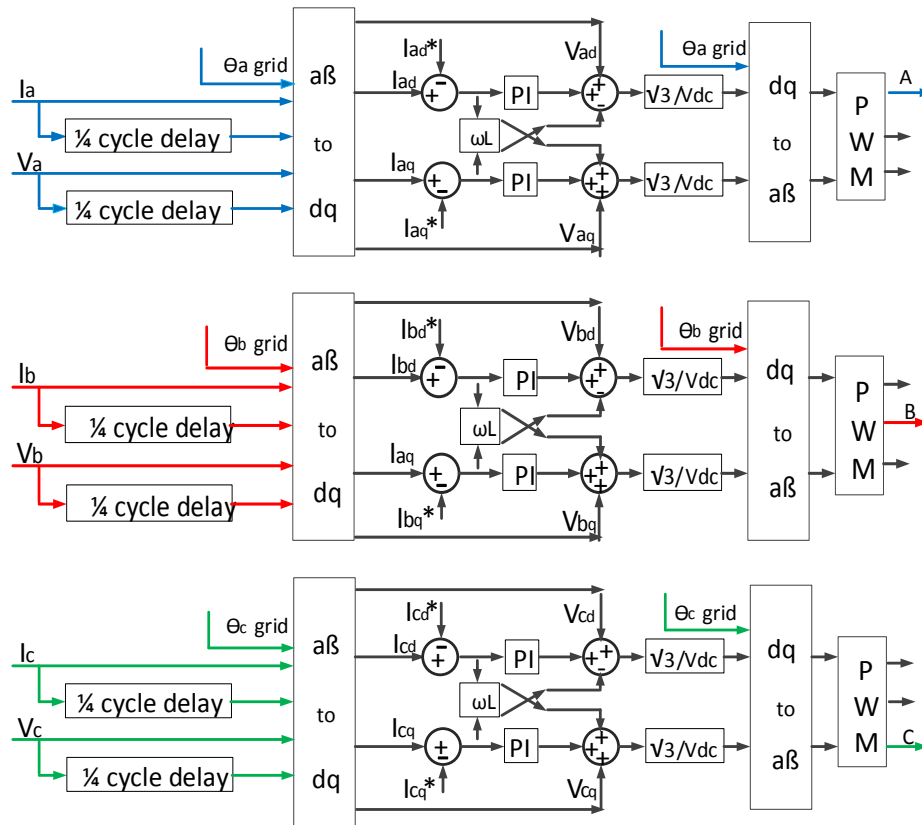 Iad*
Vad
Θa grid
Θa grid
aß
Iad
+ -
PI
+ + -
√3/Vdc
dq
P
A
Ia
¼ cycle delay
to
ωL
to
W
Va
Iaq
+ -
PI
+ + +
√3/Vdc
aß
M
¼ cycle delay
dq
Iaq*
Vaq
Ibd*
Vbd
Θb grid
Θb grid
aß
Ibd
+ -
PI
+ + -
√3/Vdc
dq
P
Ib
¼ cycle delay
to
ωL
to
W
B
Vb
Iaq
+ -
PI
+ + +
√3/Vdc
aß
M
¼ cycle delay
dq
Ibq*
Vbq
Icd*
Vcd
Θc grid
Θc grid
aß
Icd
+ -
PI
+ + -
√3/Vdc
dq
P
Ic
¼ cycle delay
to
ωL
to
W
Vc
Icq
+ -
PI
+ + +
√3/Vdc
aß
M
C
¼ cycle delay
dq
Icq*
Vcq